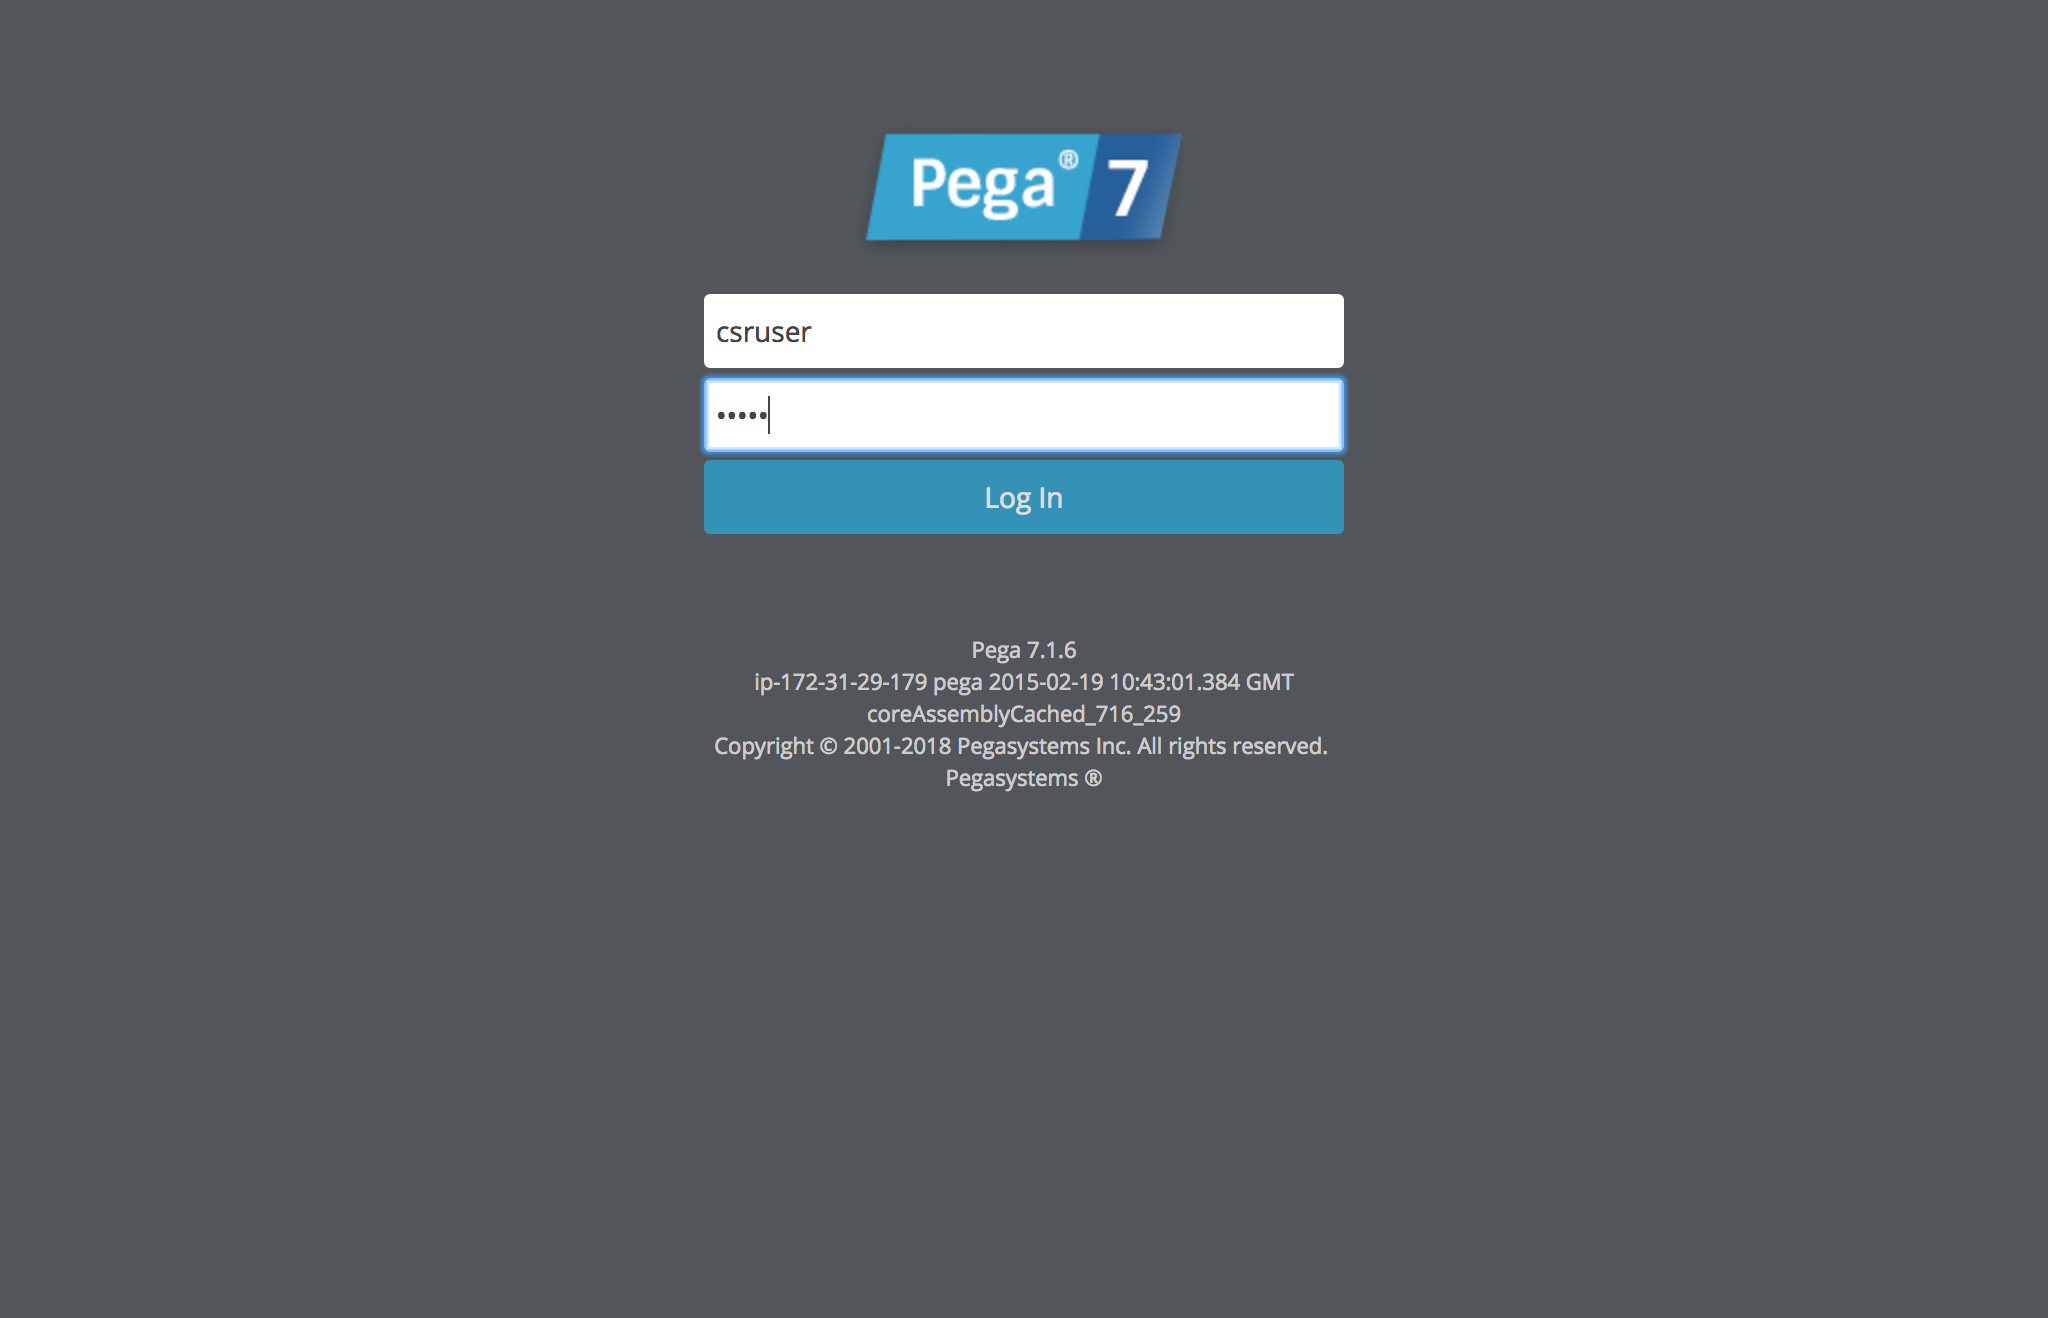 Pega® 7
csruser
•••••
Log In
Pega 7.1.6
ip-172-31-29-179 pega 2015-02-19 10:43:01.384 GMT
coreAssemblyCached_716_259
Copyright © 2001-2018 Pegasystems Inc. All rights reserved.
Pegasystems ®